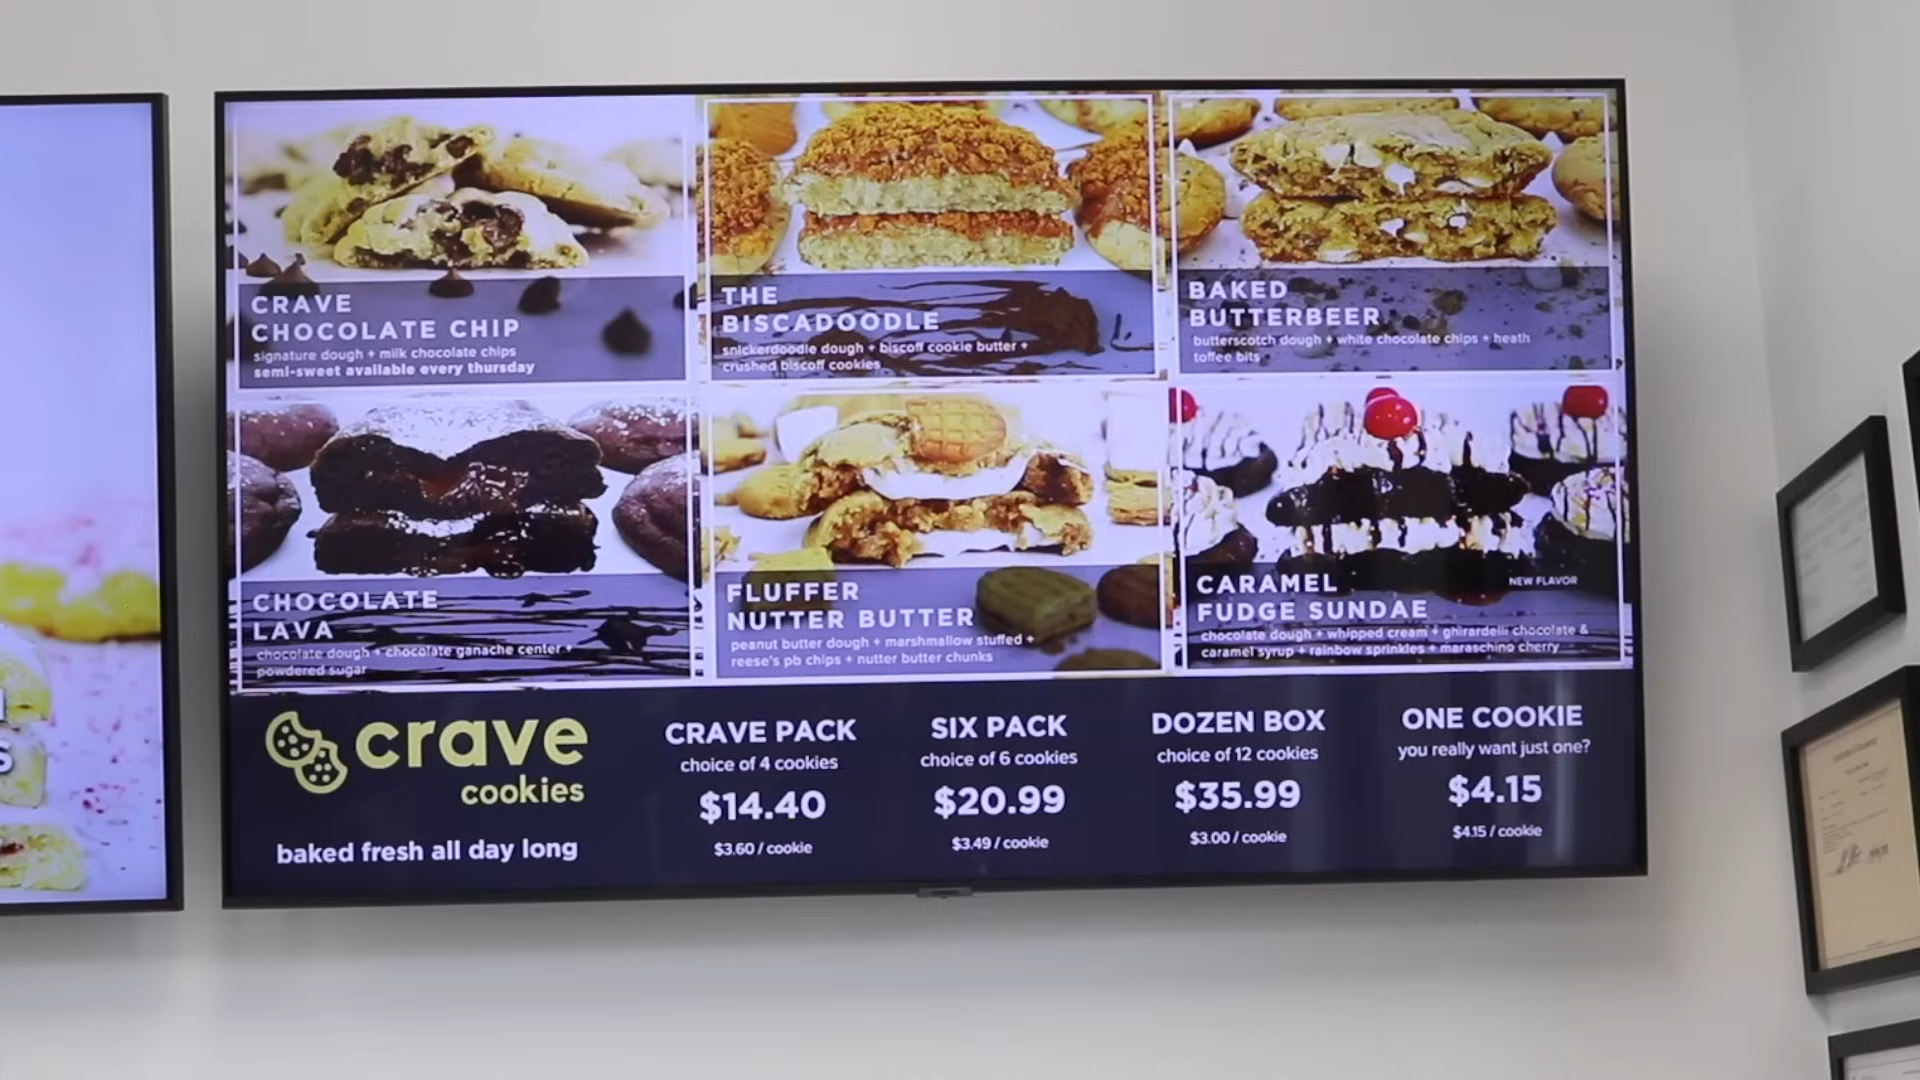 CRAVE
CHOCOLATE CHIP
signature dough + milk chocolate chips
semi-sweet available every thursday
THE
BISCADOODLE
snickerdoodle dough + biscoff cookie butter +
crushed biscoff cookies
BAKED
BUTTERBEER
butterscotch dough + white chocolate chips + heath
toffee bits
CHOCOLATE
LAVA
chocolate dough + chocolate ganache center +
powdered sugar
FLUFFER
NUTTER BUTTER
peanut butter dough + marshmallow stuffed +
reese's pb chips + nutter butter chunks
CARAMEL
FUDGE SUNDAE
NEW FLAVOR
chocolate dough + whipped cream + ghirardelli chocolate &
caramel syrup + rainbow sprinkles + maraschino cherry
crave
cookies
baked fresh all day long
CRAVE PACK
choice of 4 cookies
$14.40
$3.60 / cookie
SIX PACK
choice of 6 cookies
$20.99
$3.49 / cookie
DOZEN BOX
choice of 12 cookies
$35.99
$3.00 / cookie
ONE COOKIE
you really want just one?
$4.15
$4.15 / cookie